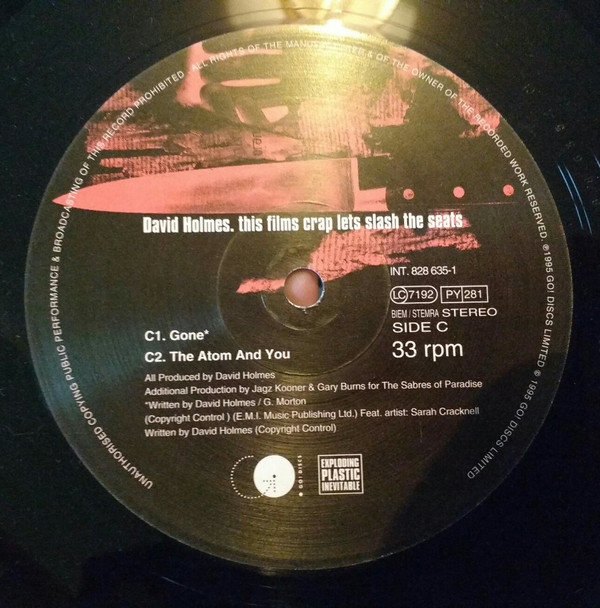 UNAUTHORISED COPYING PUBLIC PERFORMANCE & BROADCASTING OF THIS RECORD PROHIBITED. ALL RIGHTS OF THE MANUFACTURER & OF THE OWNER OF THE RECORDED WORK RESERVED. ℗1995 GO! DISCS LIMITED © 1995 GO! DISCS LIMITED
David Holmes. this films crap lets slash the seats
INT. 828 635-1
LC 7192 PY 281
BIEM / STEMRA STEREO
SIDE C
33 rpm
C1. Gone*
C2. The Atom And You
All Produced by David Holmes
Additional Production by Jagz Kooner & Gary Burns for The Sabres of Paradise
*Written by David Holmes / G. Morton
(Copyright Control ) (E.M.I. Music Publishing Ltd.) Feat. artist: Sarah Cracknell
Written by David Holmes (Copyright Control)
GO! DISCS
EXPLODING
PLASTIC
INEVITABLE